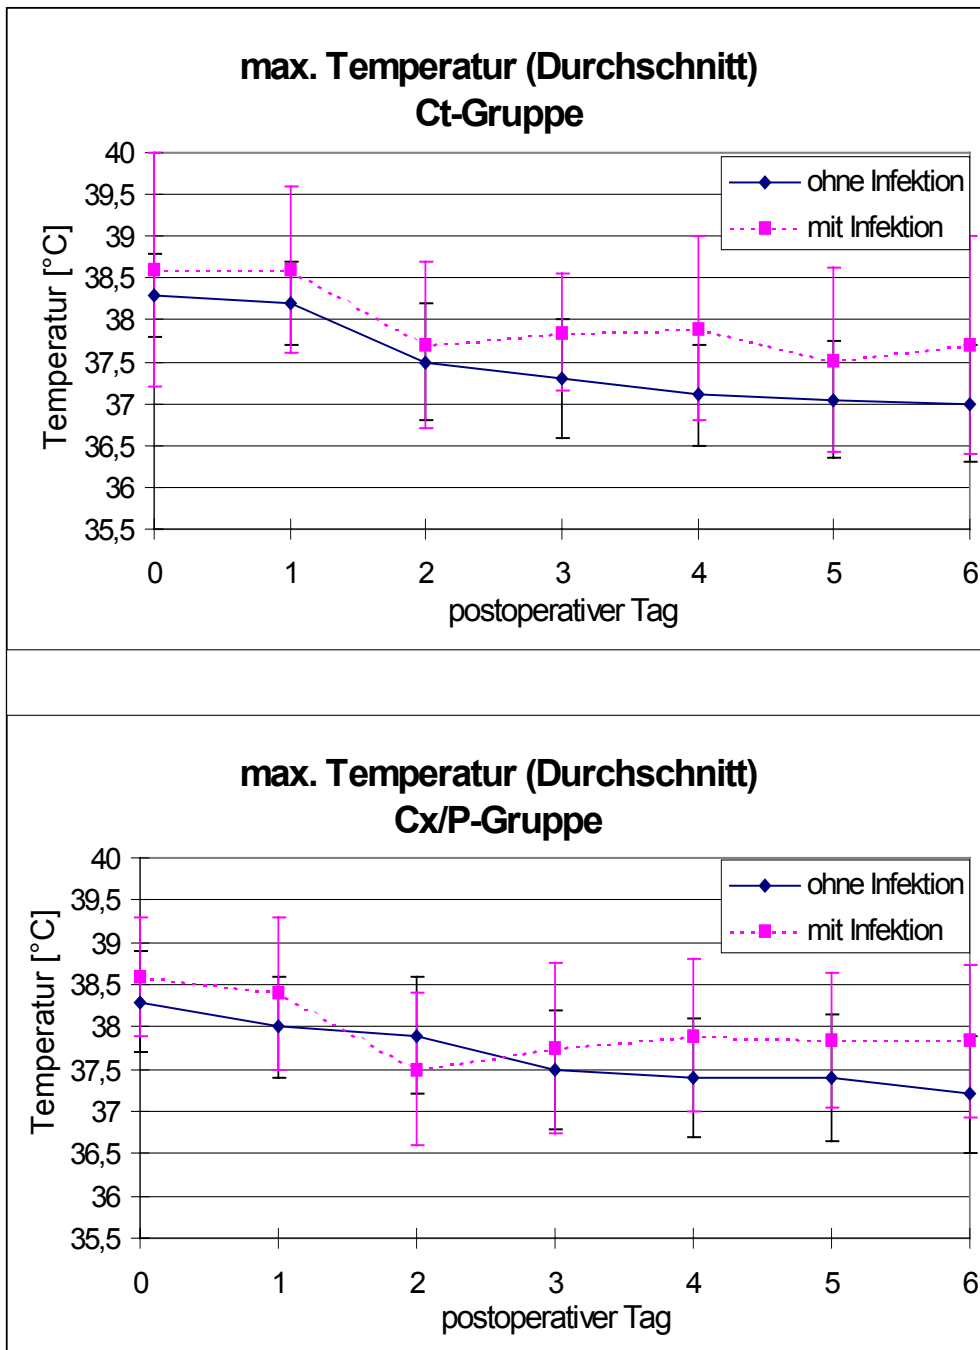 max. Temperatur (Durchschnitt)
Ct-Gruppe
40
39,5
39
38,5
38
37,5
37
36,5
36
35,5
Temperatur [°C]
ohne Infektion
mit Infektion
0 1 2 3 4 5 6
postoperativer Tag
max. Temperatur (Durchschnitt)
Cx/P-Gruppe
40
39,5
39
38,5
38
37,5
37
36,5
36
35,5
Temperatur [°C]
ohne Infektion
mit Infektion
0 1 2 3 4 5 6
postoperativer Tag